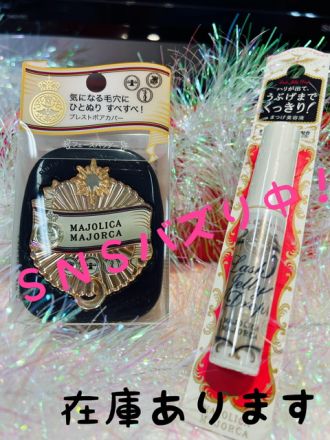 気になる毛穴に
ひとぬり すべすべ！
プレストポアカバー
MAJOLICA
MAJORCA
ハリが出て、
うぶげまで
くっきり！
まつげ美容液
Lash
Jelly
Drop
MAJOLICA
MAJORCA
SNSバズり中！
在庫あります